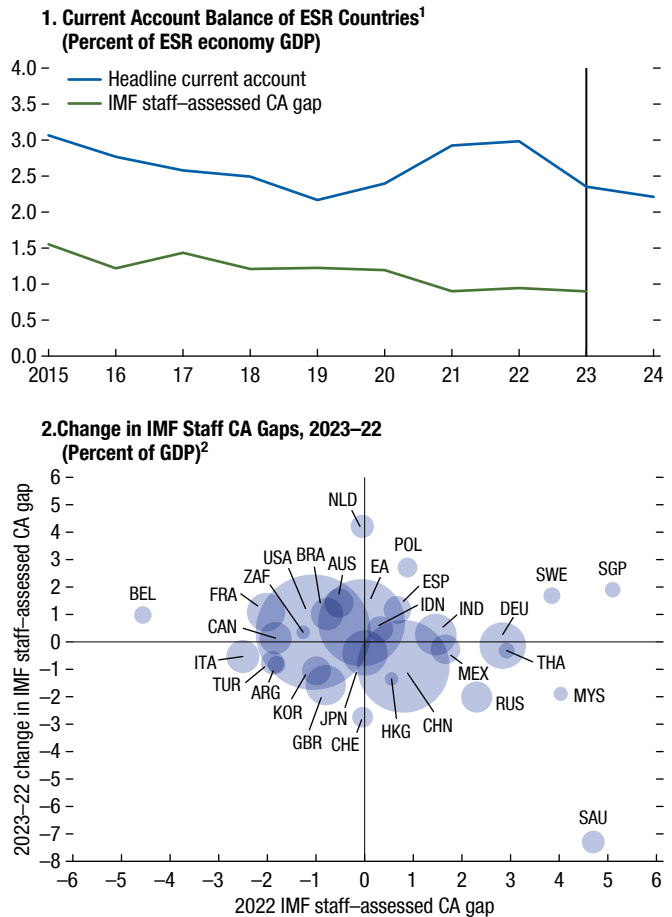 1. Current Account Balance of ESR Countries1
(Percent of ESR economy GDP)
4.0
Headline current account
3.5
IMF staff–assessed CA gap
3.0
2.5
2.0
1.5
1.0
0.5
0.0
2015 16 17 18 19 20 21 22 23 24
2.Change in IMF Staff CA Gaps, 2023–22
(Percent of GDP)2
2023–22 change in IMF staff–assessed CA gap
6
5
4
3
2
1
0
–1
–2
–3
–4
–5
–6
–7
–8
NLD
POL
USA BRA AUS EA
ZAF ESP SWE SGP
BEL FRA IDN IND DEU
CAN
ITA THA
TUR MEX
ARG RUS MYS
KOR JPN CHN
GBR CHE HKG
SAU
–6 –5 –4 –3 –2 –1 0 1 2 3 4 5 6
2022 IMF staff–assessed CA gap